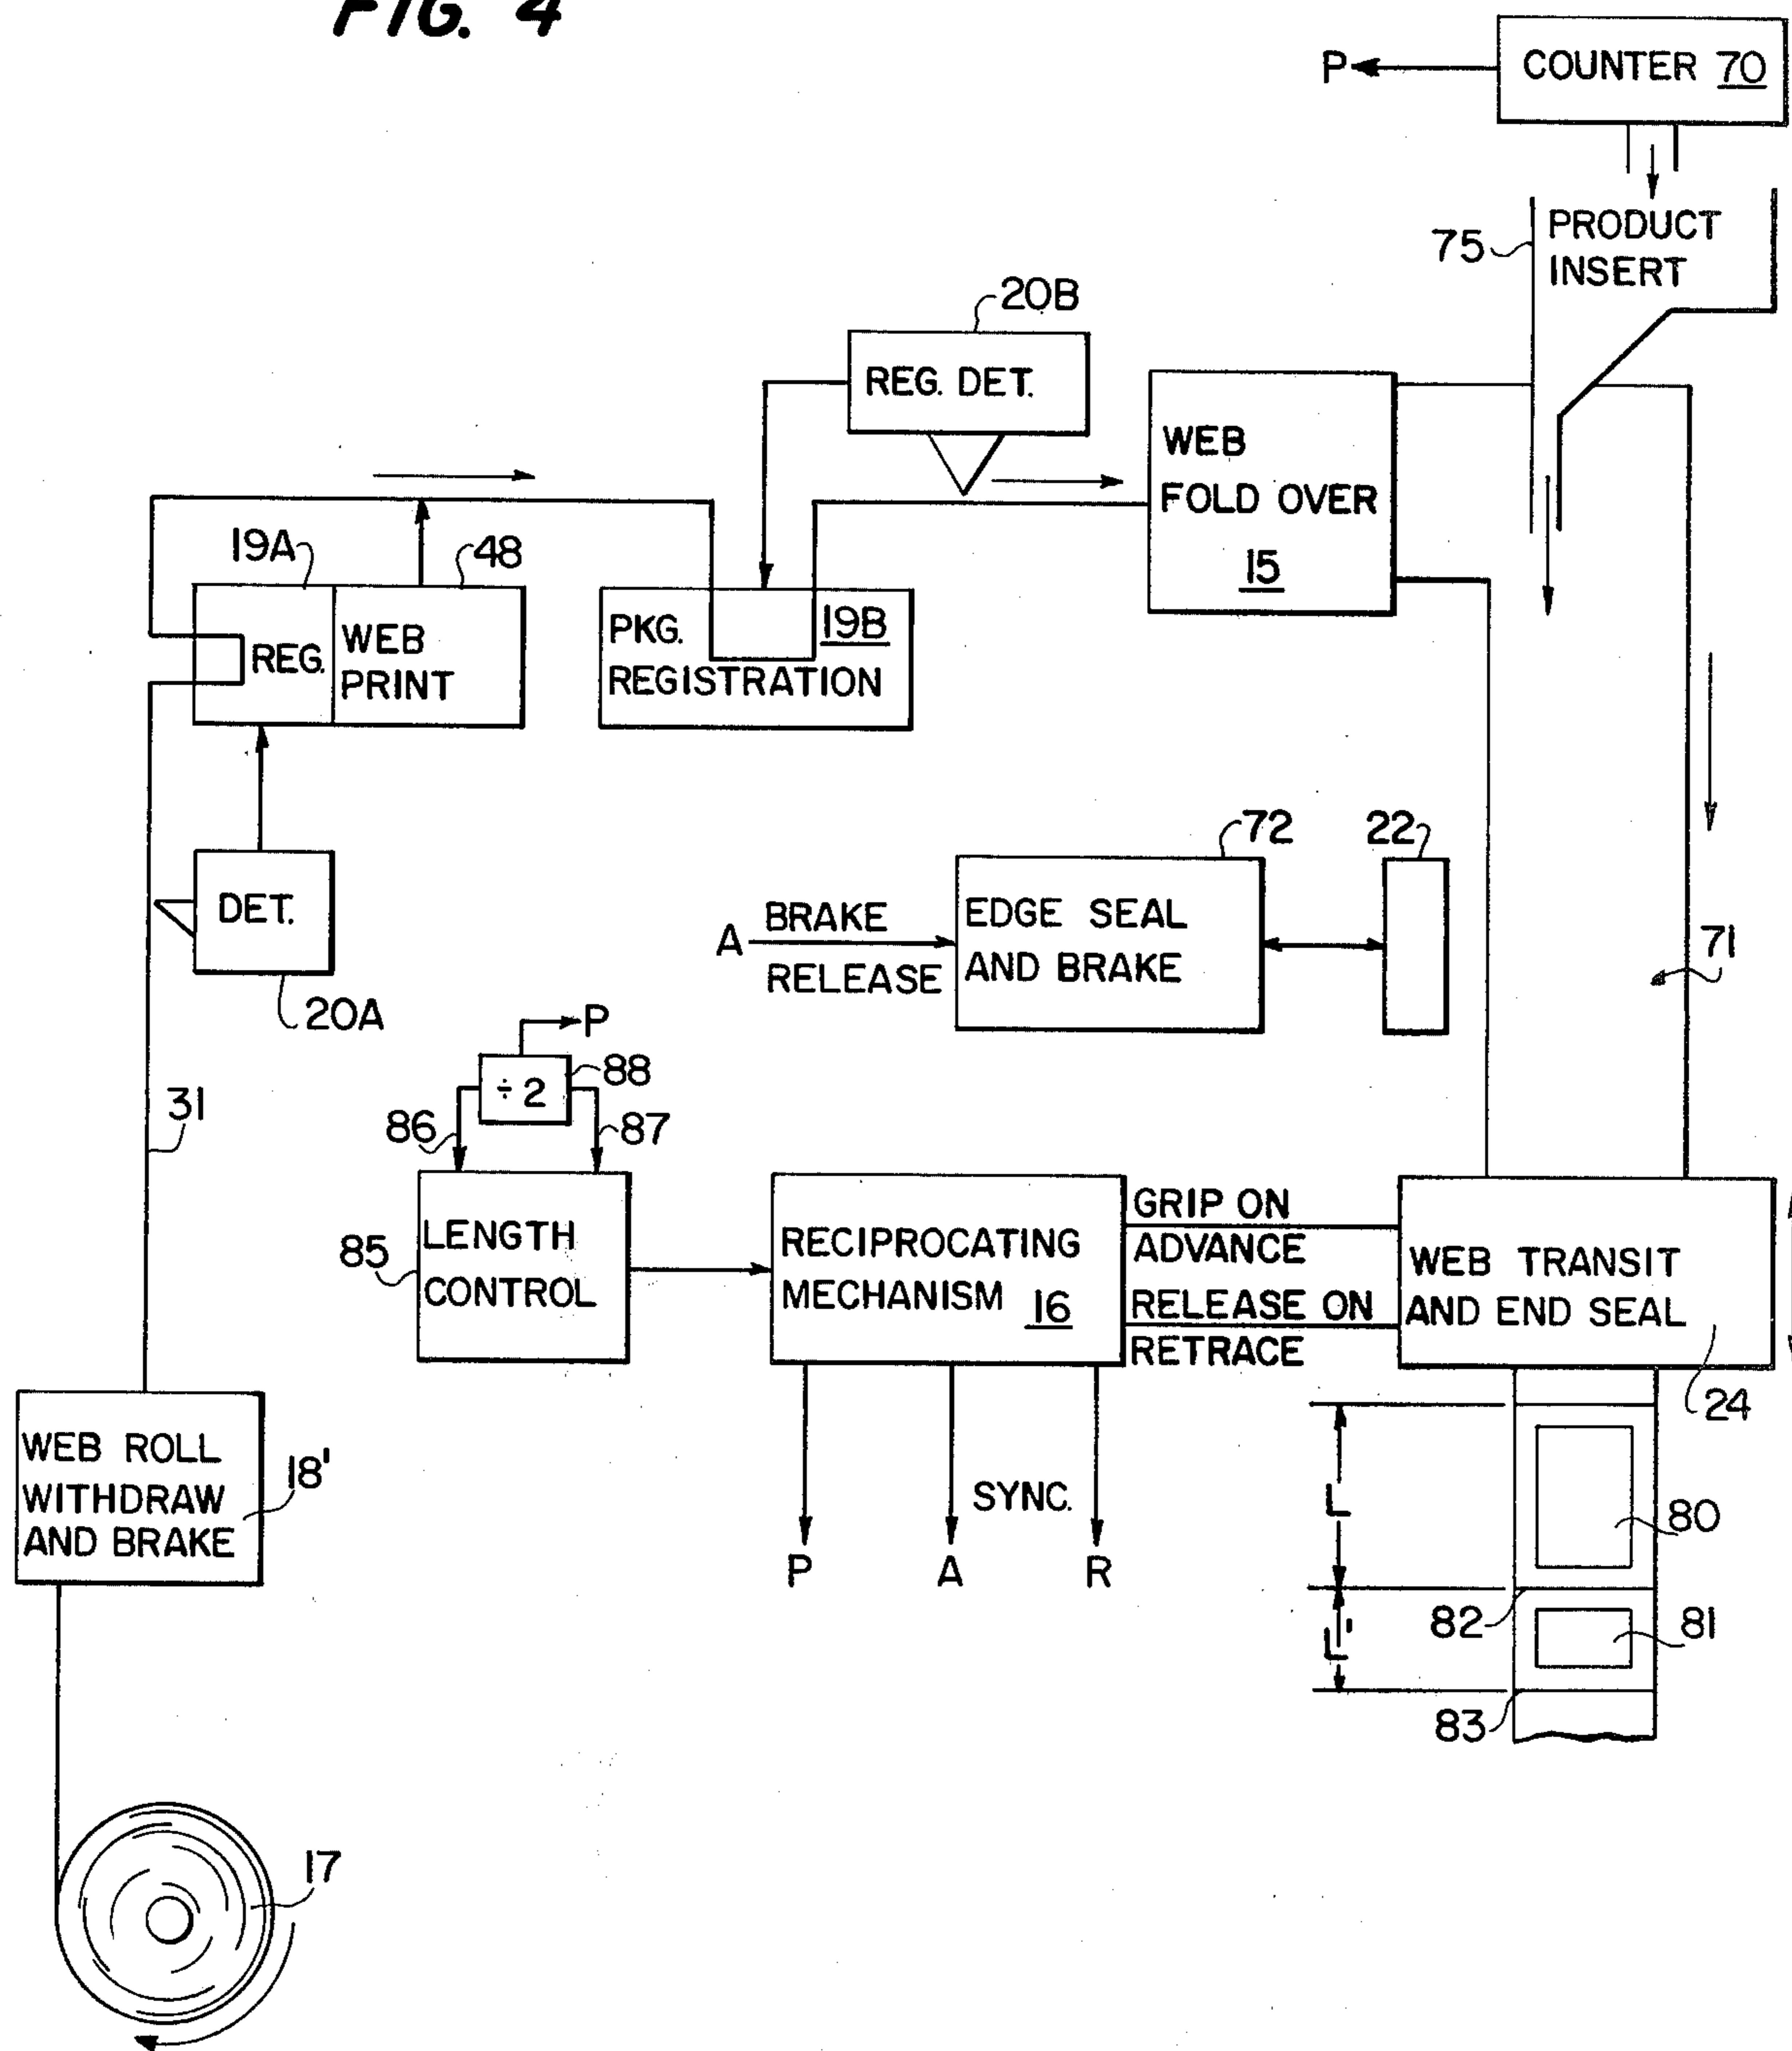 FIG. 4
P
COUNTER 70
75
PRODUCT
INSERT
20B
REG. DET.
WEB
FOLD OVER
15
19A
48
REG.
WEB
PRINT
PKG.
19B
REGISTRATION
DET.
20A
72
22
A
BRAKE
RELEASE
EDGE SEAL
AND BRAKE
71
31
P
÷2
88
86
87
85
LENGTH
CONTROL
RECIPROCATING
MECHANISM 16
GRIP ON
ADVANCE
RELEASE ON
RETRACE
WEB TRANSIT
AND END SEAL
24
WEB ROLL
WITHDRAW
AND BRAKE
18'
SYNC.
P
A
R
L
80
L'
82
81
83
17